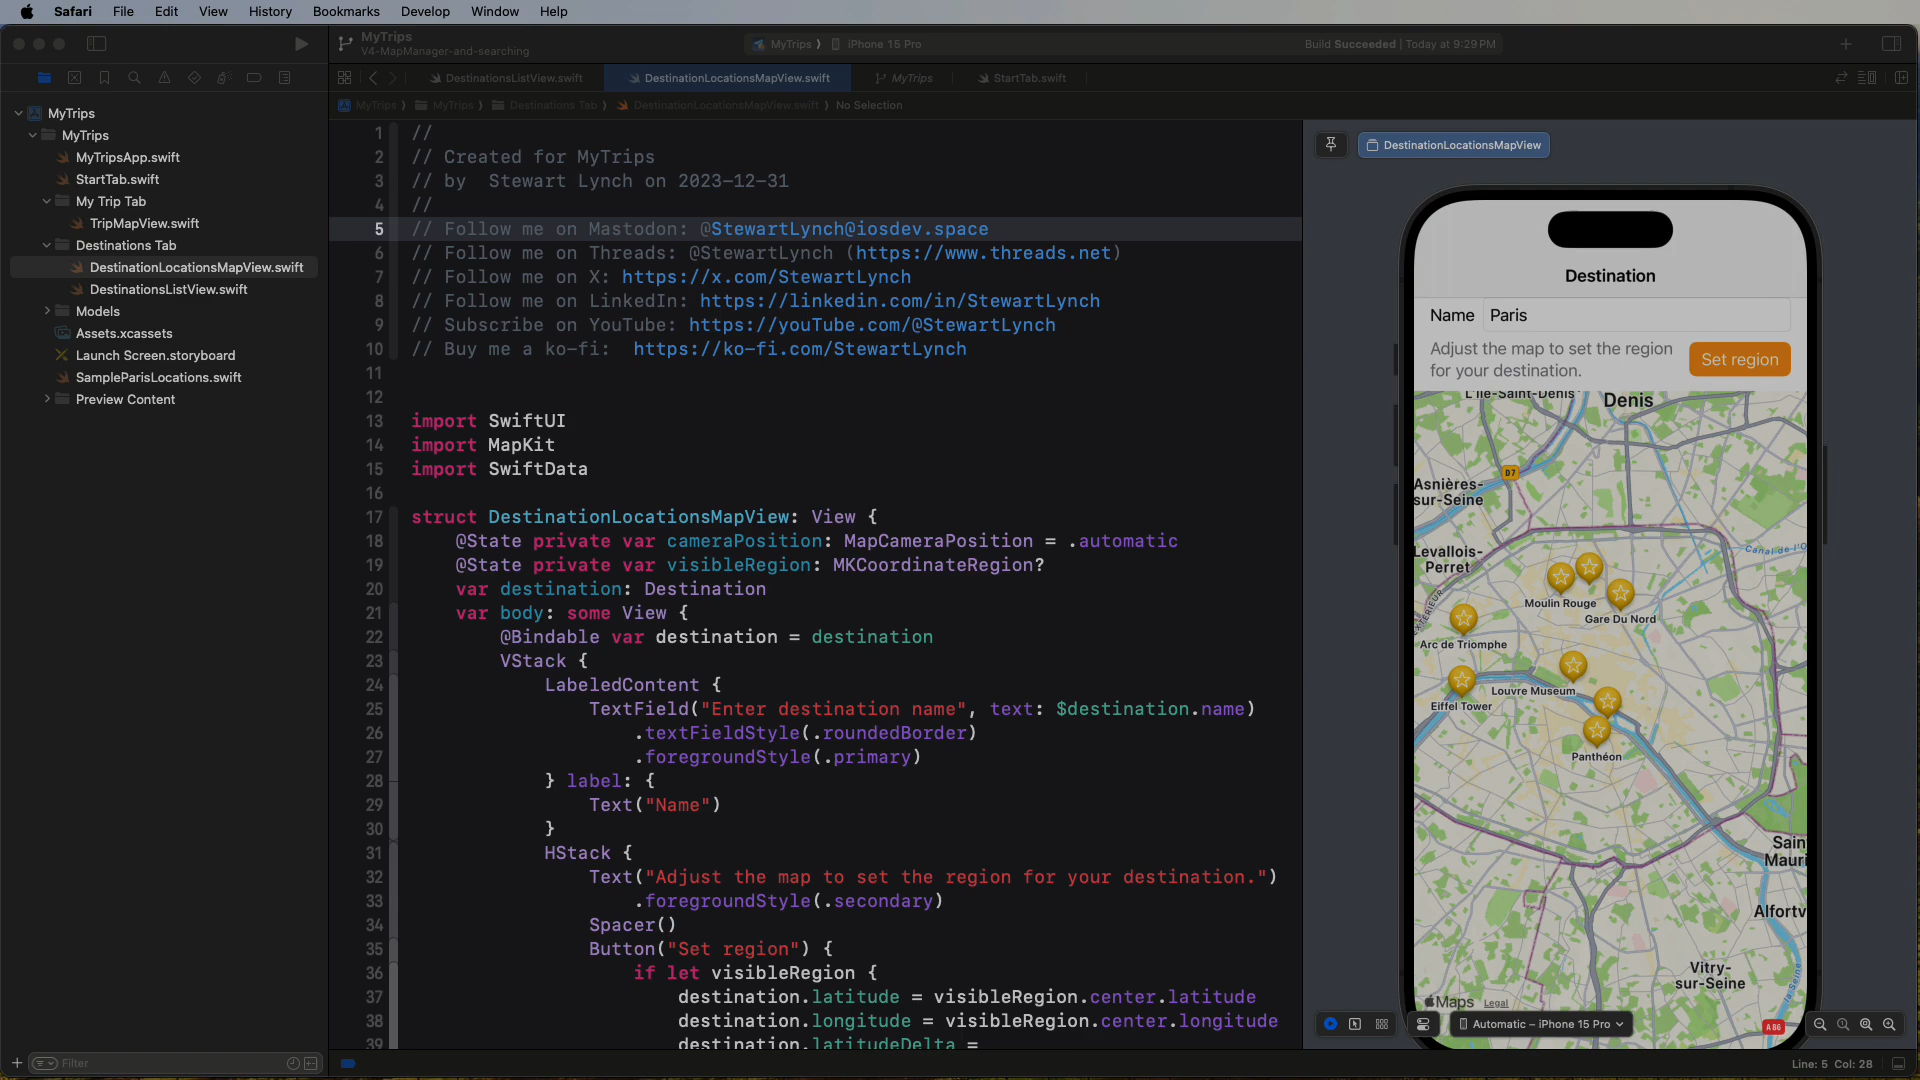 Safari File Edit View History Bookmarks Develop Window Help
MyTrips
V4-MapManager-and-searching
MyTrips ⟩ iPhone 15 Pro
Build Succeeded | Today at 9:29 PM
DestinationsListView.swift
DestinationLocationsMapView.swift
MyTrips
StartTab.swift
MyTrips ⟩ MyTrips ⟩ Destinations Tab ⟩ DestinationLocationsMapView.swift ⟩ No Selection
MyTrips
MyTrips
MyTripsApp.swift
StartTab.swift
My Trip Tab
TripMapView.swift
Destinations Tab
DestinationLocationsMapView.swift
DestinationsListView.swift
Models
Assets.xcassets
Launch Screen.storyboard
SampleParisLocations.swift
Preview Content
Filter
1 //
2 // Created for MyTrips
3 // by  Stewart Lynch on 2023-12-31
4 //
5 // Follow me on Mastodon: @StewartLynch@iosdev.space
6 // Follow me on Threads: @StewartLynch (https://www.threads.net)
7 // Follow me on X: https://x.com/StewartLynch
8 // Follow me on LinkedIn: https://linkedin.com/in/StewartLynch
9 // Subscribe on YouTube: https://youTube.com/@StewartLynch
10 // Buy me a ko-fi:  https://ko-fi.com/StewartLynch
11
12
13 import SwiftUI
14 import MapKit
15 import SwiftData
16
17 struct DestinationLocationsMapView: View {
18     @State private var cameraPosition: MapCameraPosition = .automatic
19     @State private var visibleRegion: MKCoordinateRegion?
20     var destination: Destination
21     var body: some View {
22         @Bindable var destination = destination
23         VStack {
24             LabeledContent {
25                 TextField("Enter destination name", text: $destination.name)
26                     .textFieldStyle(.roundedBorder)
27                     .foregroundStyle(.primary)
28             } label: {
29                 Text("Name")
30             }
31             HStack {
32                 Text("Adjust the map to set the region for your destination.")
33                     .foregroundStyle(.secondary)
34                 Spacer()
35                 Button("Set region") {
36                     if let visibleRegion {
37                         destination.latitude = visibleRegion.center.latitude
38                         destination.longitude = visibleRegion.center.longitude
39                         destination.latitudeDelta =
DestinationLocationsMapView
Destination
Name Paris
Adjust the map to set the region
for your destination.
Set region
L'Île-Saint-Denis
Denis
D7
Asnières-
sur-Seine
Levallois-
Perret
Canal de l'O
Moulin Rouge
Gare Du Nord
Arc de Triomphe
Louvre Museum
Eiffel Tower
Panthéon
Sain
Mauri
Alfortv
Vitry-
sur-Seine
la Seine
Maps Legal
A86
Automatic – iPhone 15 Pro
Line: 5 Col: 28